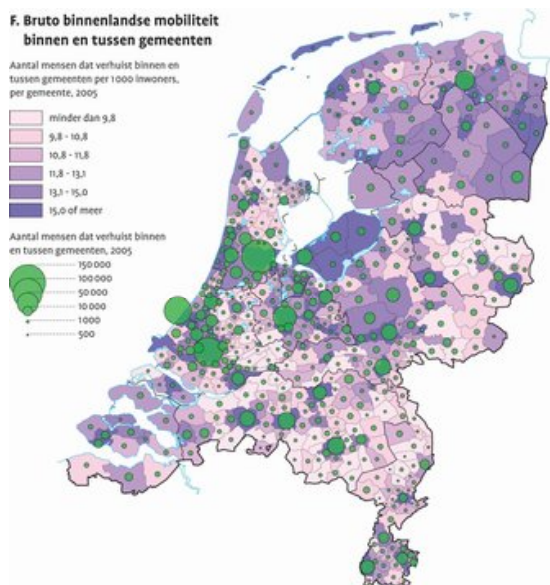 F. Bruto binnenlandse mobiliteit
binnen en tussen gemeenten
Aantal mensen dat verhuist binnen en
tussen gemeenten per 1000 inwoners,
per gemeente, 2005
minder dan 9,8
9,8 - 10,8
10,8 - 11,8
11,8 - 13,1
13,1 - 15,0
15,0 of meer
Aantal mensen dat verhuist binnen
en tussen gemeenten, 2005
150 000
100 000
50 000
10 000
1 000
500